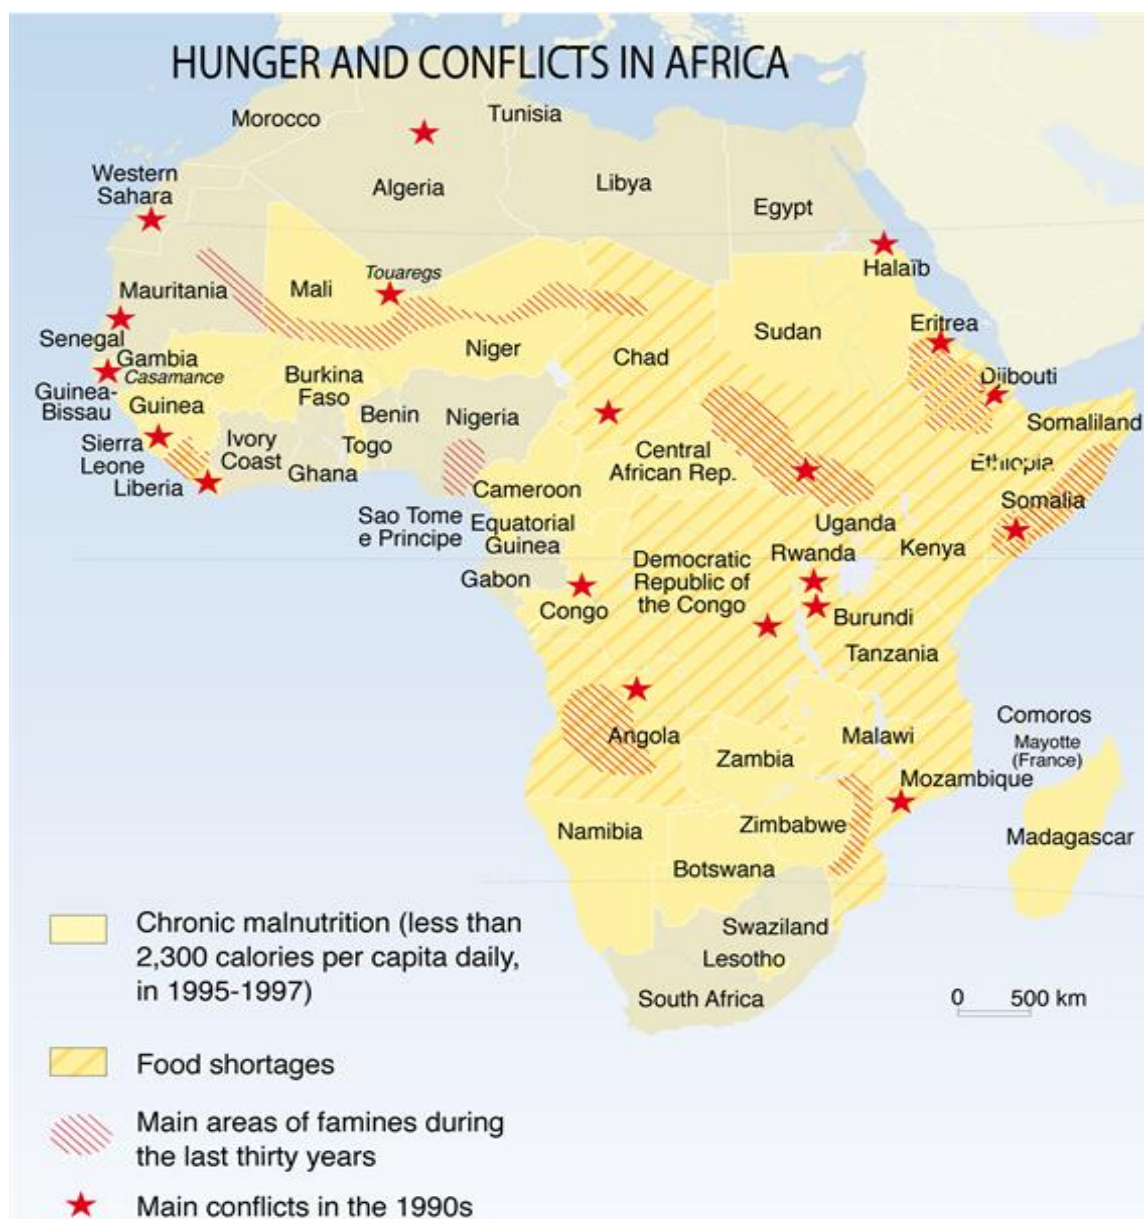 HUNGER AND CONFLICTS IN AFRICA
Morocco
Tunisia
Western
Sahara
Algeria
Libya
Egypt
Halaïb
Mauritania
Mali
Touaregs
Senegal
Gambia
Casamance
Guinea-
Bissau
Guinea
Burkina
Faso
Niger
Chad
Sudan
Eritrea
Djibouti
Somaliland
Ethiopia
Somalia
Sierra
Leone
Liberia
Ivory
Coast
Ghana
Togo
Benin
Nigeria
Central
African Rep.
Cameroon
Sao Tome
e Principe
Equatorial
Guinea
Gabon
Congo
Democratic
Republic of
the Congo
Uganda
Rwanda
Kenya
Burundi
Tanzania
Angola
Zambia
Malawi
Comoros
Mayotte
(France)
Mozambique
Madagascar
Namibia
Zimbabwe
Botswana
Swaziland
Lesotho
South Africa
0 500 km
Chronic malnutrition (less than
2,300 calories per capita daily,
in 1995-1997)
Food shortages
Main areas of famines during
the last thirty years
Main conflicts in the 1990s